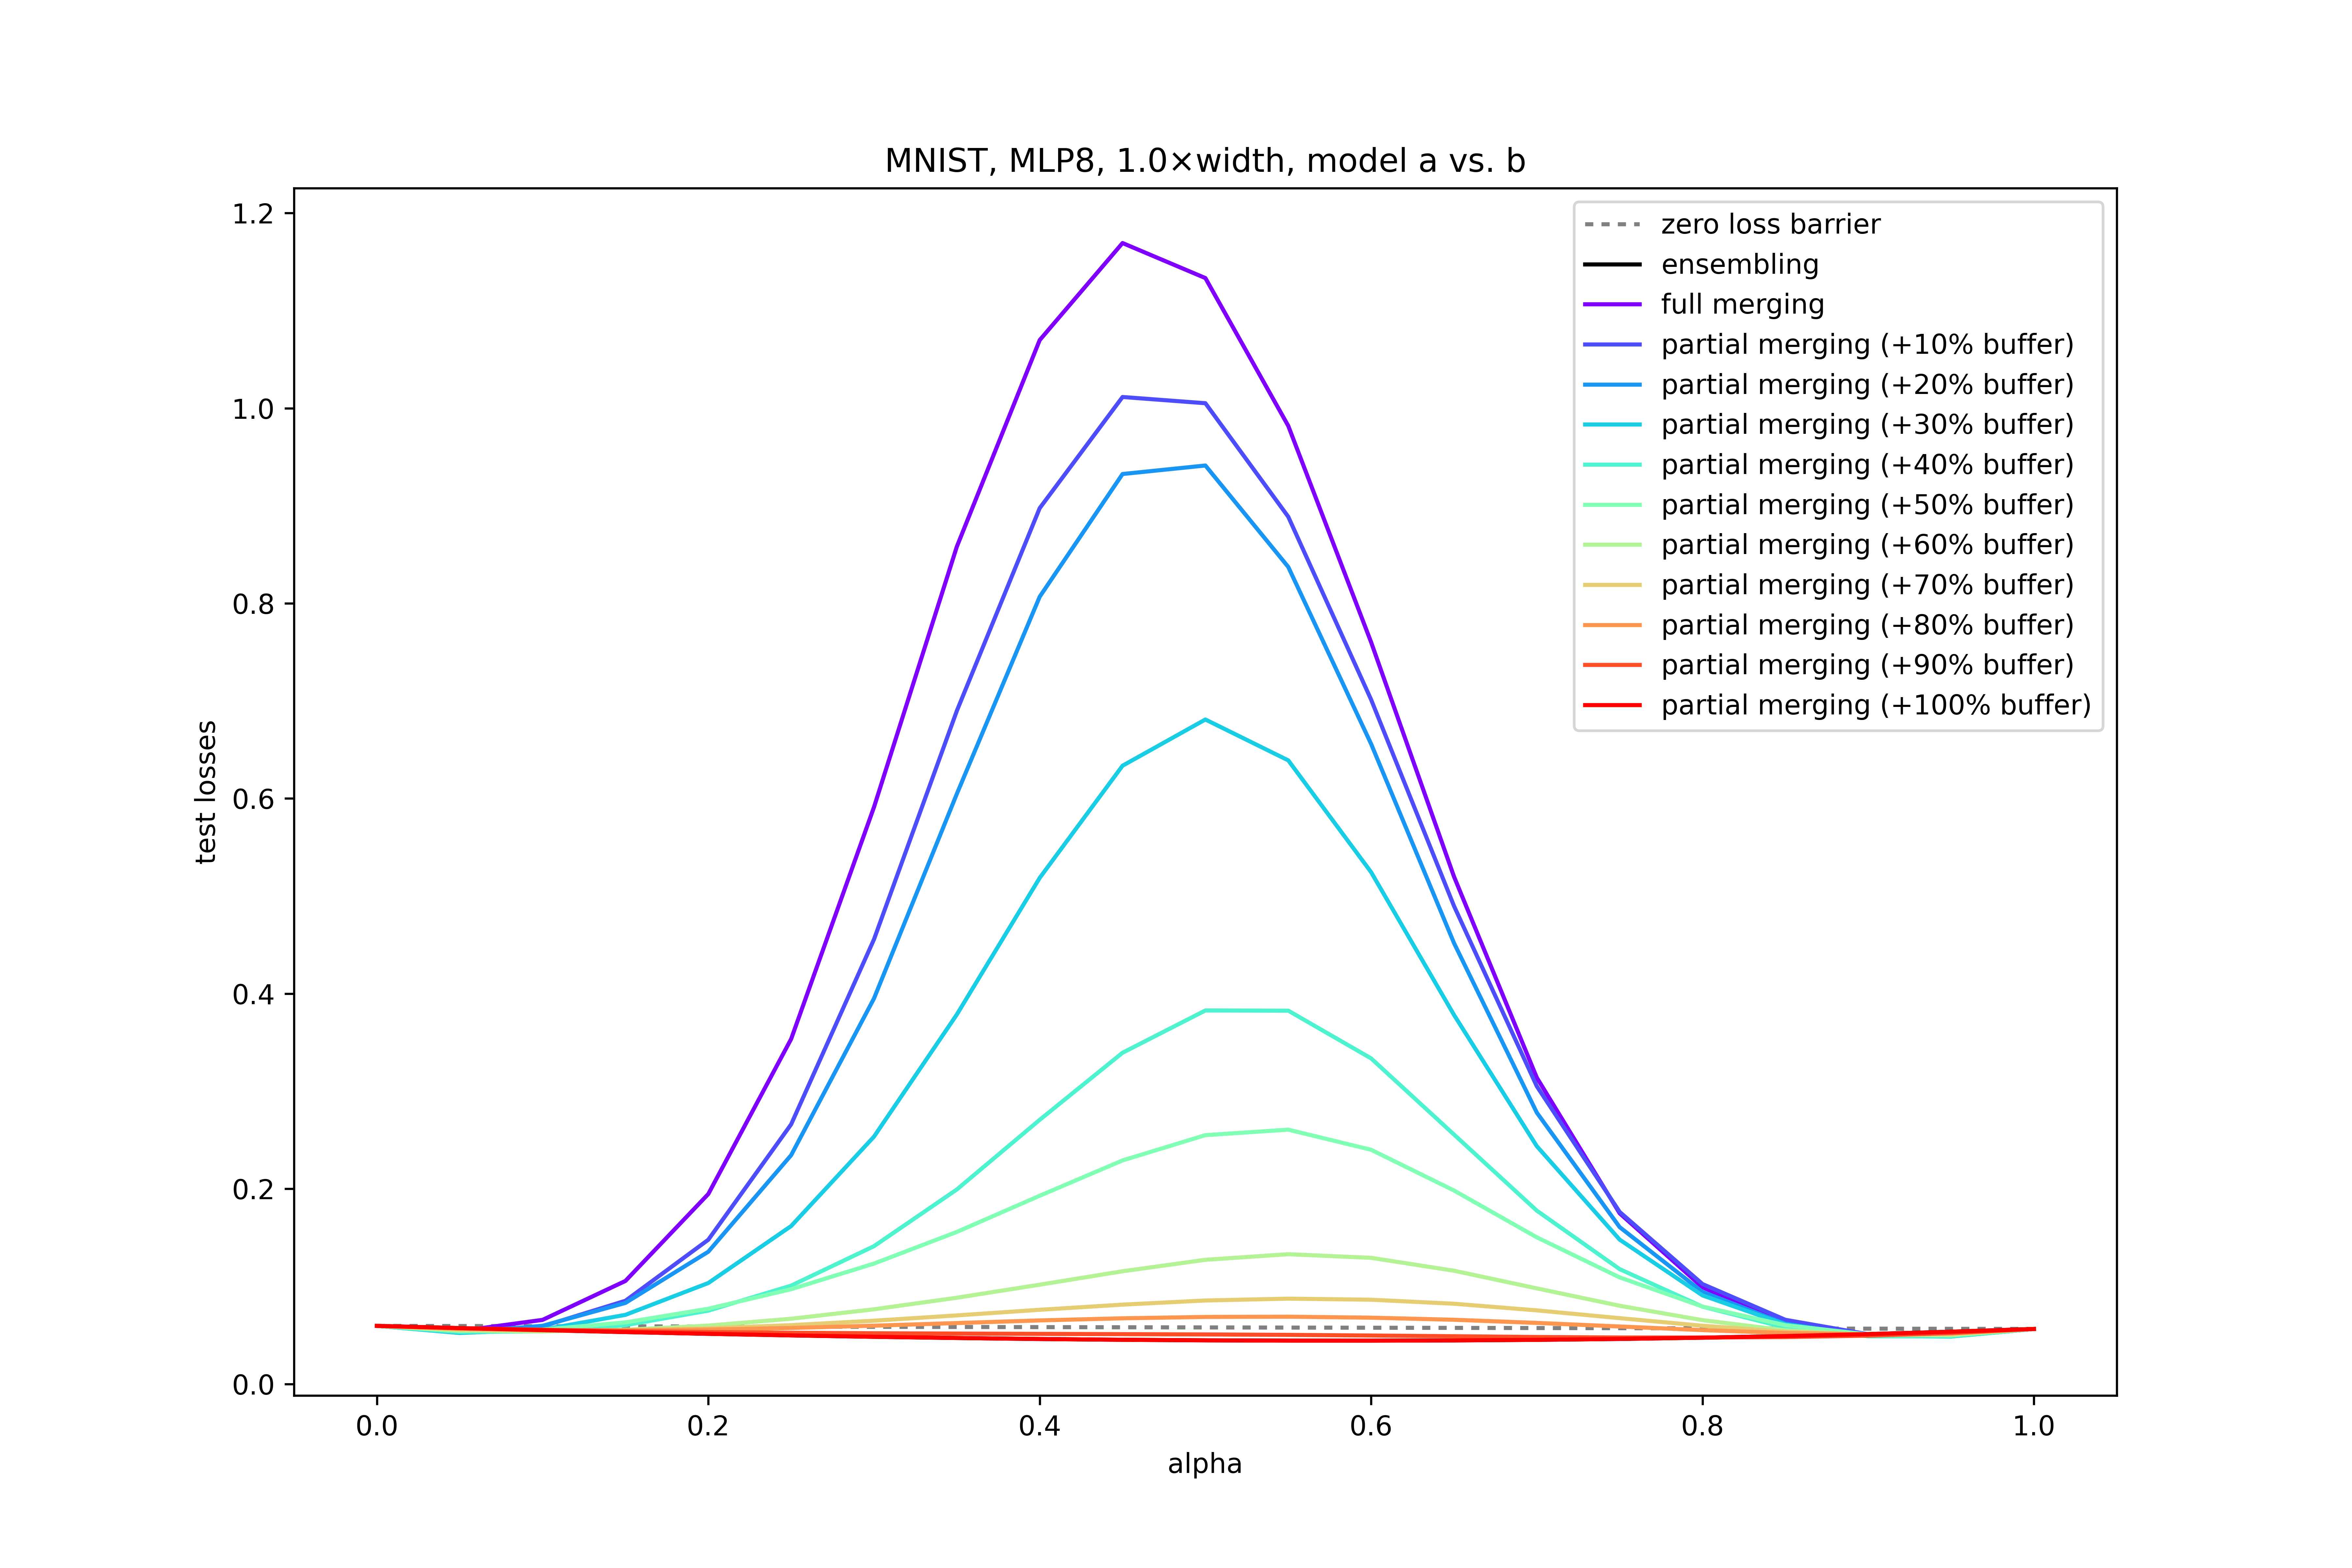 MNIST, MLP8, 1.0×width, model a vs. b
1.2
1.0
0.8
0.6
0.4
0.2
0.0
test losses
zero loss barrier
ensembling
full merging
partial merging (+10% buffer)
partial merging (+20% buffer)
partial merging (+30% buffer)
partial merging (+40% buffer)
partial merging (+50% buffer)
partial merging (+60% buffer)
partial merging (+70% buffer)
partial merging (+80% buffer)
partial merging (+90% buffer)
partial merging (+100% buffer)
0.0 0.2 0.4 0.6 0.8 1.0
alpha